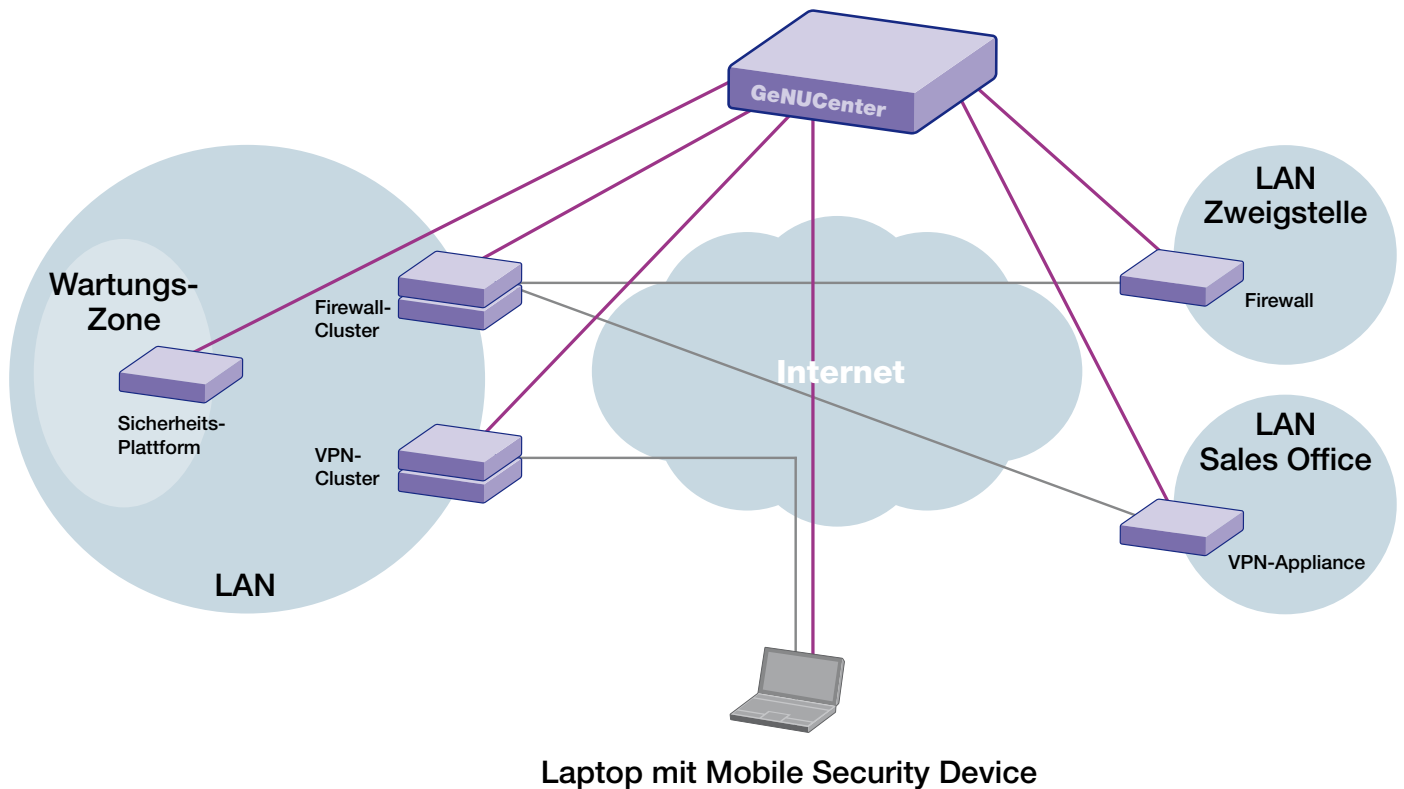 GeNUCenter
LAN
Zweigstelle
Firewall
Wartungs-
Zone
Firewall-
Cluster
Internet
Sicherheits-
Plattform
VPN-
Cluster
LAN
Sales Office
VPN-Appliance
LAN
Laptop mit Mobile Security Device